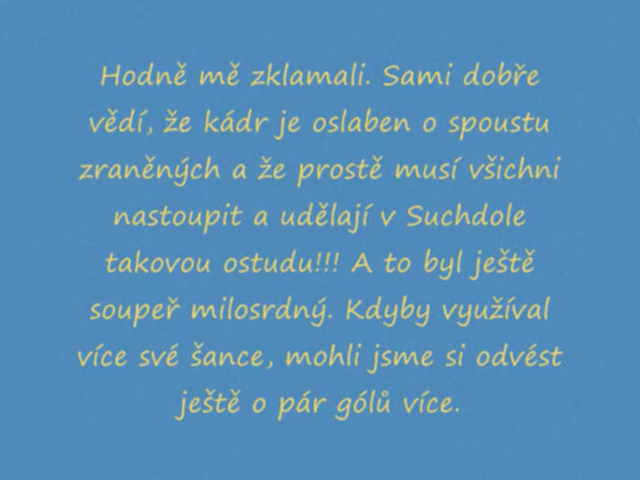 Hodně mě zklamali. Sami dobře
vědí, že kádr je oslaben o spoustu
zraněných a že prostě musí všichni
nastoupit a udělají v Suchdole
takovou ostudu!!! A to byl ještě
soupeř milosrdný. Kdyby využíval
více své šance, mohli jsme si odvést
ještě o pár gólů více.